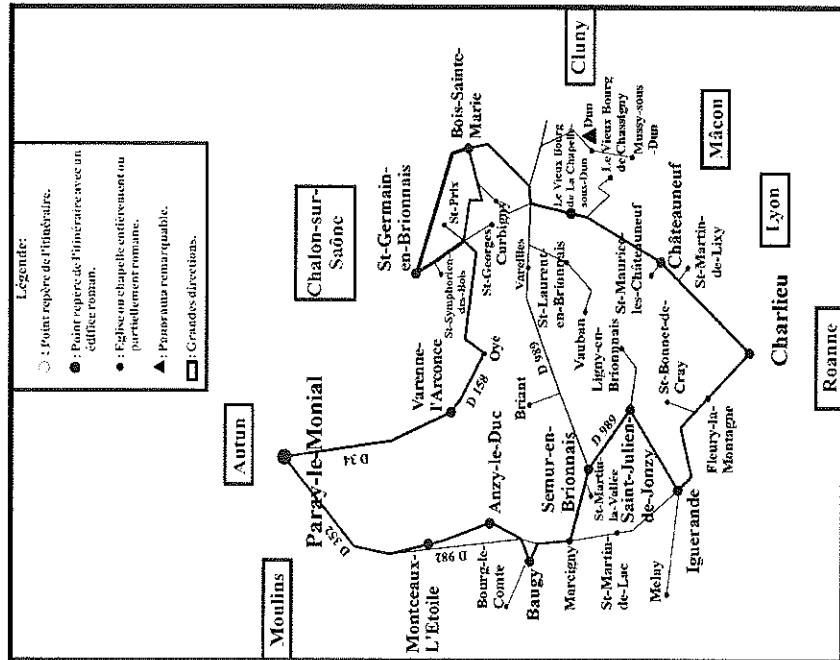 Légende:
: Point repère de l'itinéraire.
: Point repère de l'itinéraire avec un
édifice roman.
: Eglise ou chapelle entièrement ou
partiellement romane.
: Panorama remarquable.
: Grandes directions.
Moulins
Autun
Chalon-sur-
Saône
Cluny
Mâcon
Lyon
Roanne
Paray-le-Monial
D 352
D 34
D 982
D 158
D 989
D 989
Montceaux-
L'Etoile
Bourg-le-
Comte
Anzy-le-Duc
Baugy
Marcigny
St-Martin-
de-Lac
Melay
Iguerande
Semur-en-
Brionnais
St-Martin-
la-Vallée
Saint-Julien-
de-Jonzy
Fleury-la-
Montagne
St-Bonnet-de-
Cray
Charlieu
Varenne-
l'Arconce
Oyé
Briant
Ligny-en-
Brionnais
Vauban
St-Laurent-
en-Brionnais
Vareilles
St-Germain-
en-Brionnais
St-Symphorien-
des-Bois
St-Georges
St-Prix
Curbigny
Bois-Sainte-
Marie
Le Vieux Bourg
de La Chapelle-
sous-Dun
Dun
Le Vieux Bourg
de Chassigny
Mussy-sous
-Dun
St-Maurice-
les-Châteauneuf
Châteauneuf
St-Martin-
de-Lixy